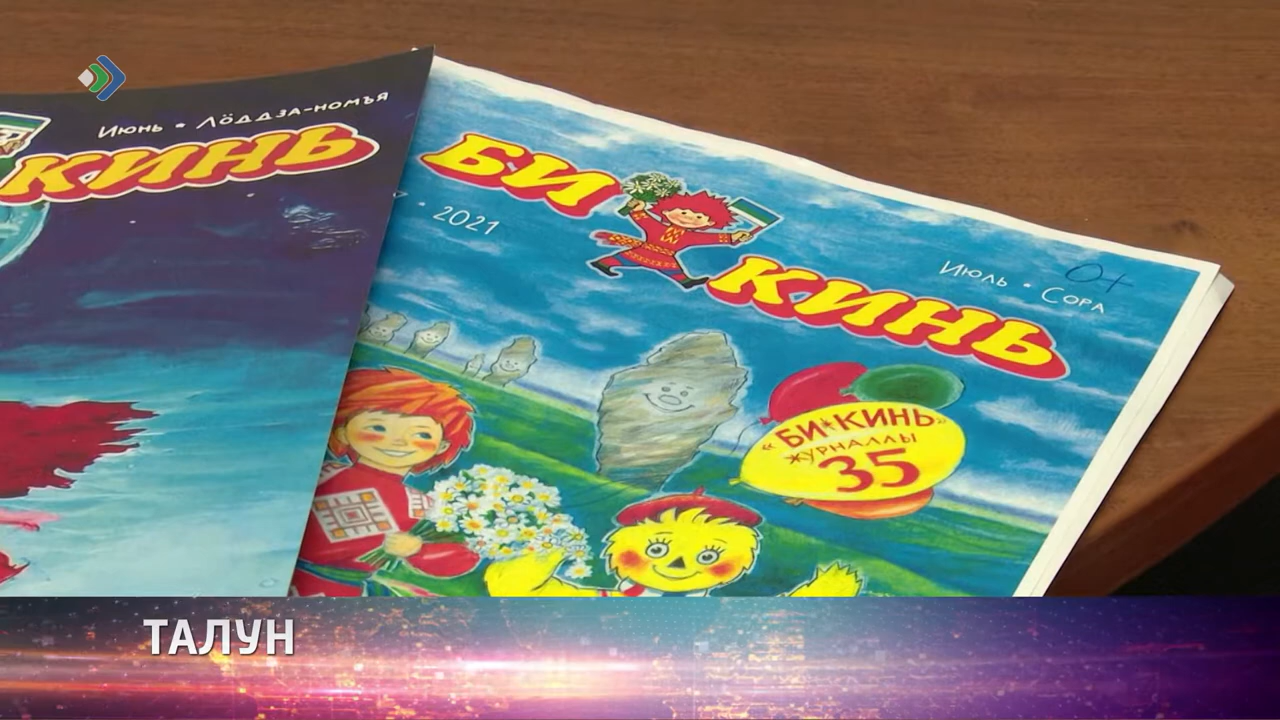 Июнь • Лӧддза-номъя
КИНЬ
БИ КИНЬ
2021
Июль • Сора
0+
«БИ*КИНЬ»
журналлы
35
ТАЛУН